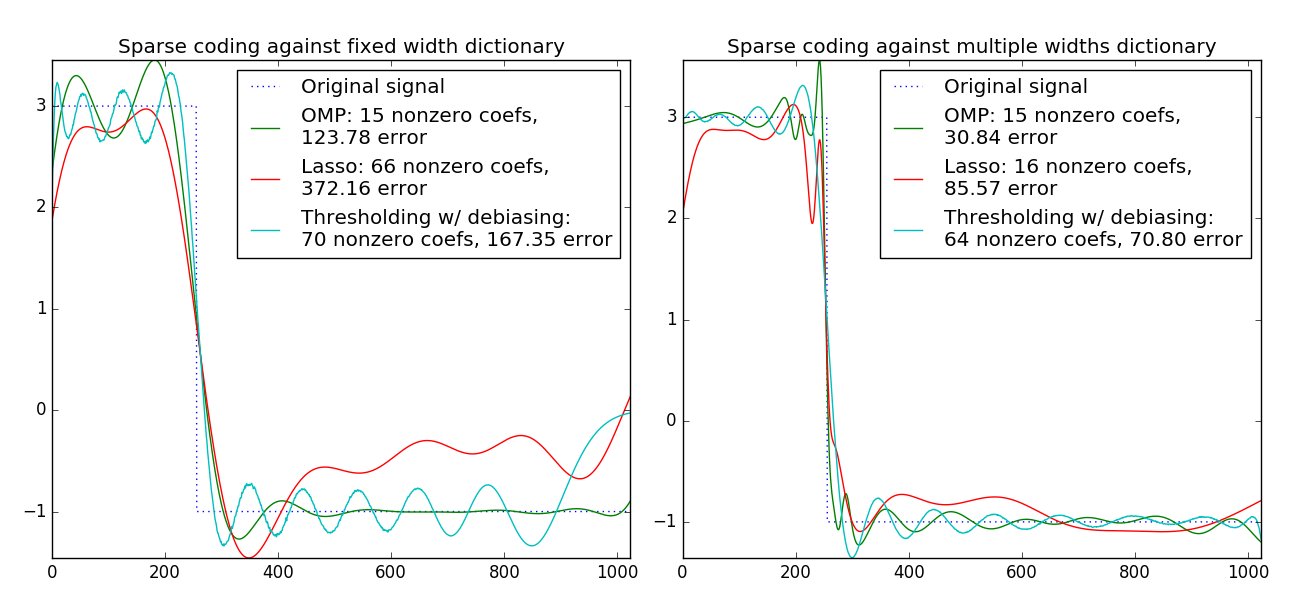 Sparse coding against fixed width dictionary
Original signal
OMP: 15 nonzero coefs,
123.78 error
Lasso: 66 nonzero coefs,
372.16 error
Thresholding w/ debiasing:
70 nonzero coefs, 167.35 error
3
2
1
0
−1
0 200 400 600 800 1000
Sparse coding against multiple widths dictionary
Original signal
OMP: 15 nonzero coefs,
30.84 error
Lasso: 16 nonzero coefs,
85.57 error
Thresholding w/ debiasing:
64 nonzero coefs, 70.80 error
3
2
1
0
−1
0 200 400 600 800 1000